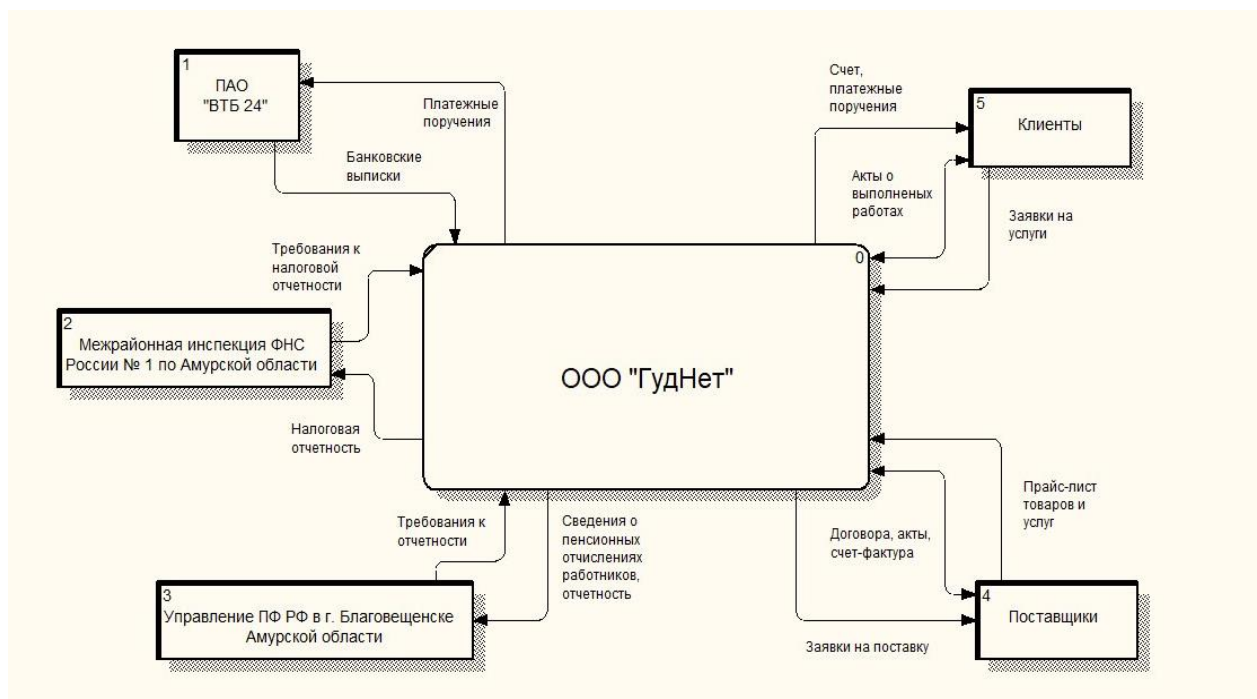 1
ПАО
"ВТБ 24"
Платежные
поручения
Банковские
выписки
Счет,
платежные
поручения
5
Клиенты
Акты о
выполненых
работах
Заявки на
услуги
Требования к
налоговой
отчетности
2
Межрайонная инспекция ФНС
России № 1 по Амурской области
Налоговая
отчетность
0
ООО "ГудНет"
Требования к
отчетности
Сведения о
пенсионных
отчислениях
работников,
отчетность
3
Управление ПФ РФ в г. Благовещенске
Амурской области
Прайс-лист
товаров и
услуг
Договора, акты,
счет-фактура
4
Поставщики
Заявки на поставку